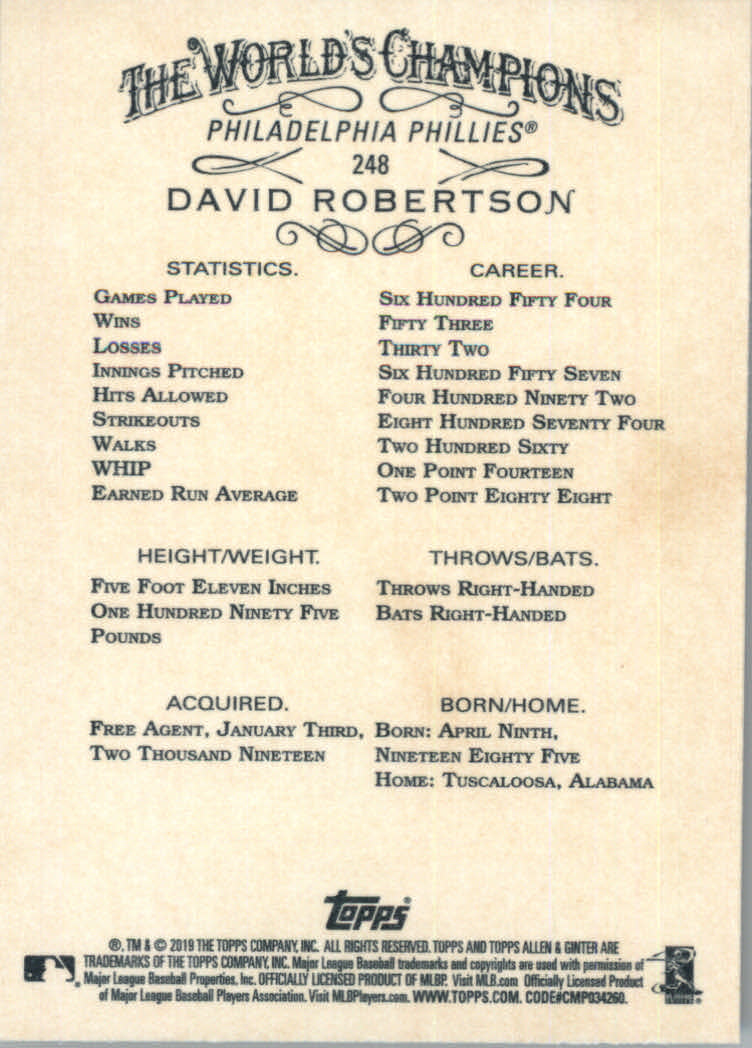 THE WORLD'S CHAMPIONS
PHILADELPHIA PHILLIES®
248
DAVID ROBERTSON
STATISTICS. CAREER.
GAMES PLAYED SIX HUNDRED FIFTY FOUR
WINS FIFTY THREE
LOSSES THIRTY TWO
INNINGS PITCHED SIX HUNDRED FIFTY SEVEN
HITS ALLOWED FOUR HUNDRED NINETY TWO
STRIKEOUTS EIGHT HUNDRED SEVENTY FOUR
WALKS TWO HUNDRED SIXTY
WHIP ONE POINT FOURTEEN
EARNED RUN AVERAGE TWO POINT EIGHTY EIGHT
HEIGHT/WEIGHT.
FIVE FOOT ELEVEN INCHES
ONE HUNDRED NINETY FIVE
POUNDS
THROWS/BATS.
THROWS RIGHT-HANDED
BATS RIGHT-HANDED
ACQUIRED.
FREE AGENT, JANUARY THIRD,
TWO THOUSAND NINETEEN
BORN/HOME.
BORN: APRIL NINTH,
NINETEEN EIGHTY FIVE
HOME: TUSCALOOSA, ALABAMA
Topps®
®, TM & © 2019 THE TOPPS COMPANY, INC. ALL RIGHTS RESERVED. TOPPS AND TOPPS ALLEN & GINTER ARE
TRADEMARKS OF THE TOPPS COMPANY, INC. Major League Baseball trademarks and copyrights are used with permission of
Major League Baseball Properties, Inc. OFFICIALLY LICENSED PRODUCT OF MLBP. Visit MLB.com Officially Licensed Product
of Major League Baseball Players Association. Visit MLBPlayers.com. WWW.TOPPS.COM. CODE#CMP034260.